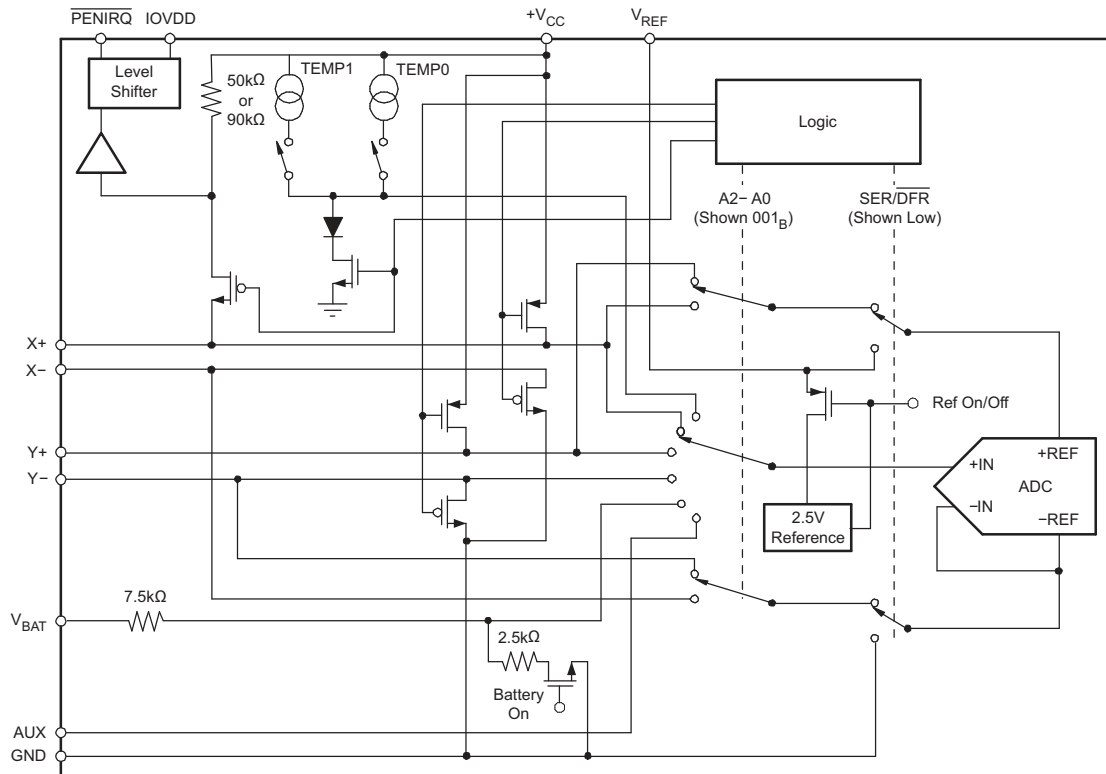 PENIRQ IOVDD
+VCC
VREF
Level
Shifter
50kΩ
or
90kΩ
TEMP1
TEMP0
Logic
A2− A0
(Shown 001B)
SER/DFR
(Shown Low)
X+
X−
Y+
Y−
Ref On/Off
+IN
+REF
−IN
ADC
−REF
2.5V
Reference
7.5kΩ
VBAT
2.5kΩ
Battery
On
AUX
GND